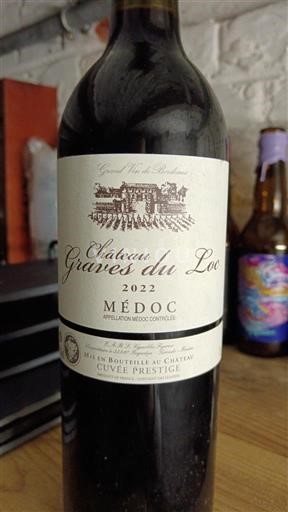 Grand Vin de Bordeaux
Château
Graves du Loc
2022
MÉDOC
APPELLATION MÉDOC CONTRÔLÉE
MIS EN BOUTEILLE AU CHÂTEAU
CUVÉE PRESTIGE